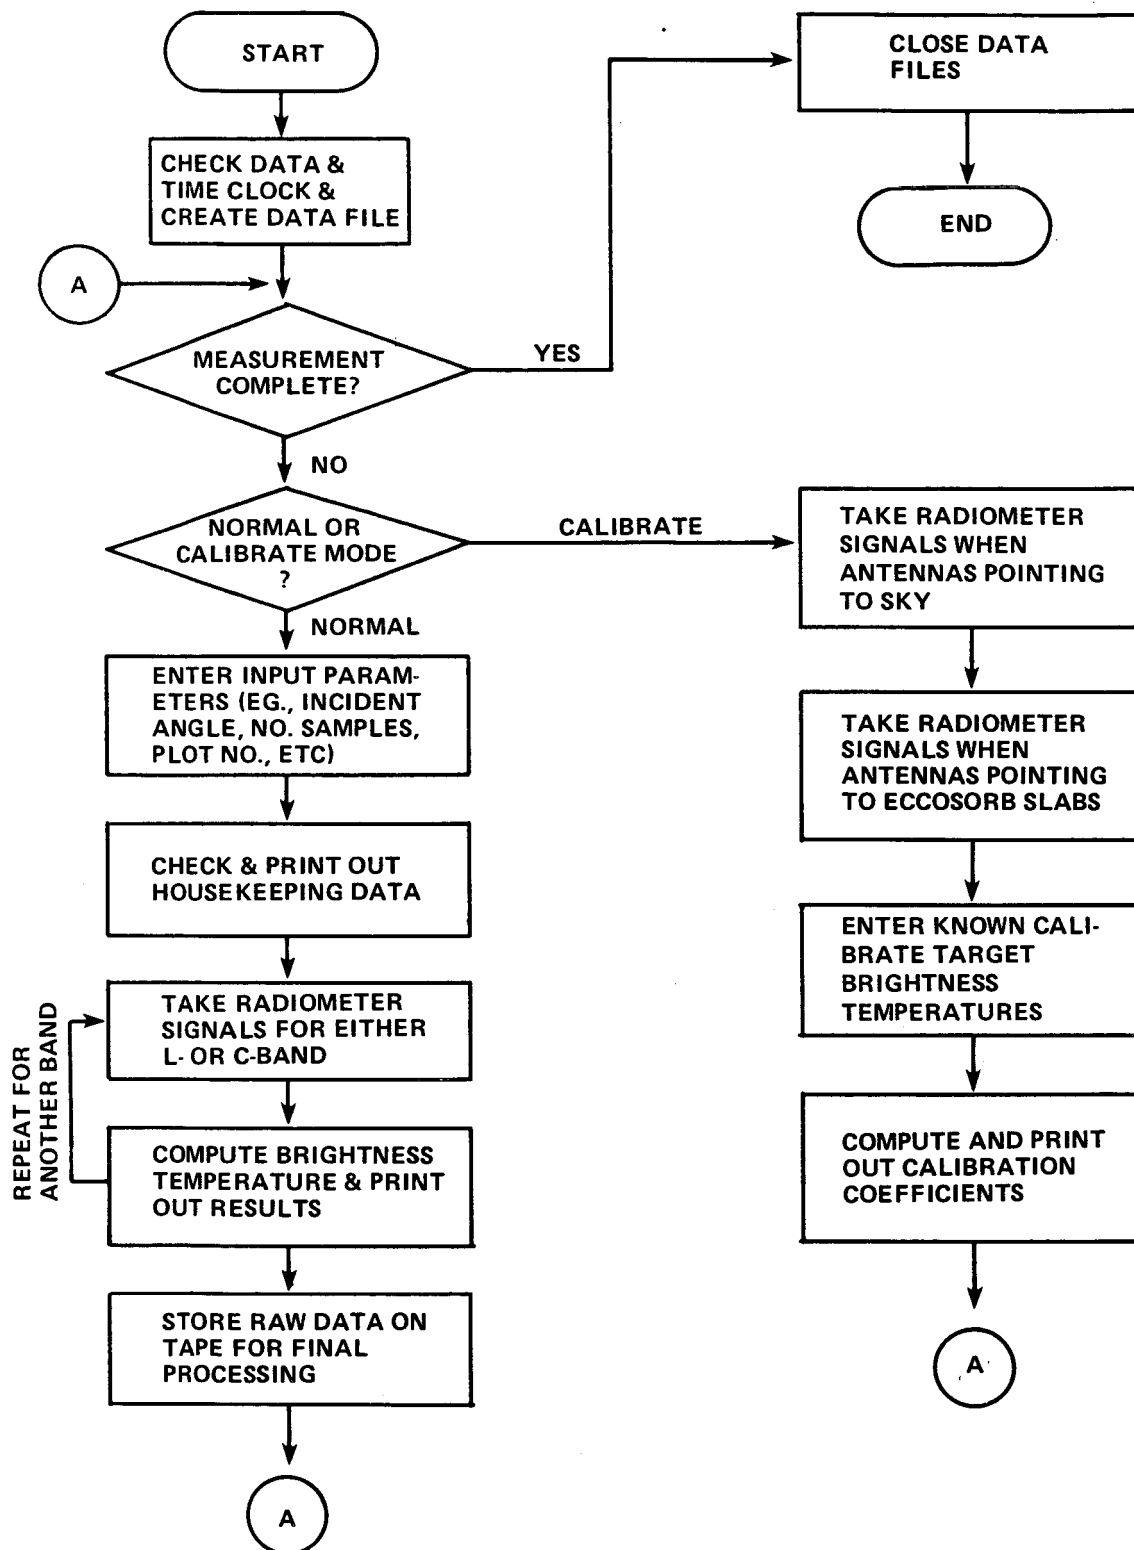 START
CHECK DATA &
TIME CLOCK &
CREATE DATA FILE
A
MEASUREMENT
COMPLETE?
YES
CLOSE DATA
FILES
END
NO
NORMAL OR
CALIBRATE MODE
?
CALIBRATE
NORMAL
ENTER INPUT PARAM-
ETERS (EG., INCIDENT
ANGLE, NO. SAMPLES,
PLOT NO., ETC)
CHECK & PRINT OUT
HOUSEKEEPING DATA
TAKE RADIOMETER
SIGNALS FOR EITHER
L- OR C-BAND
REPEAT FOR
ANOTHER BAND
COMPUTE BRIGHTNESS
TEMPERATURE & PRINT
OUT RESULTS
STORE RAW DATA ON
TAPE FOR FINAL
PROCESSING
A
TAKE RADIOMETER
SIGNALS WHEN
ANTENNAS POINTING
TO SKY
TAKE RADIOMETER
SIGNALS WHEN
ANTENNAS POINTING
TO ECCOSORB SLABS
ENTER KNOWN CALI-
BRATE TARGET
BRIGHTNESS
TEMPERATURES
COMPUTE AND PRINT
OUT CALIBRATION
COEFFICIENTS
A